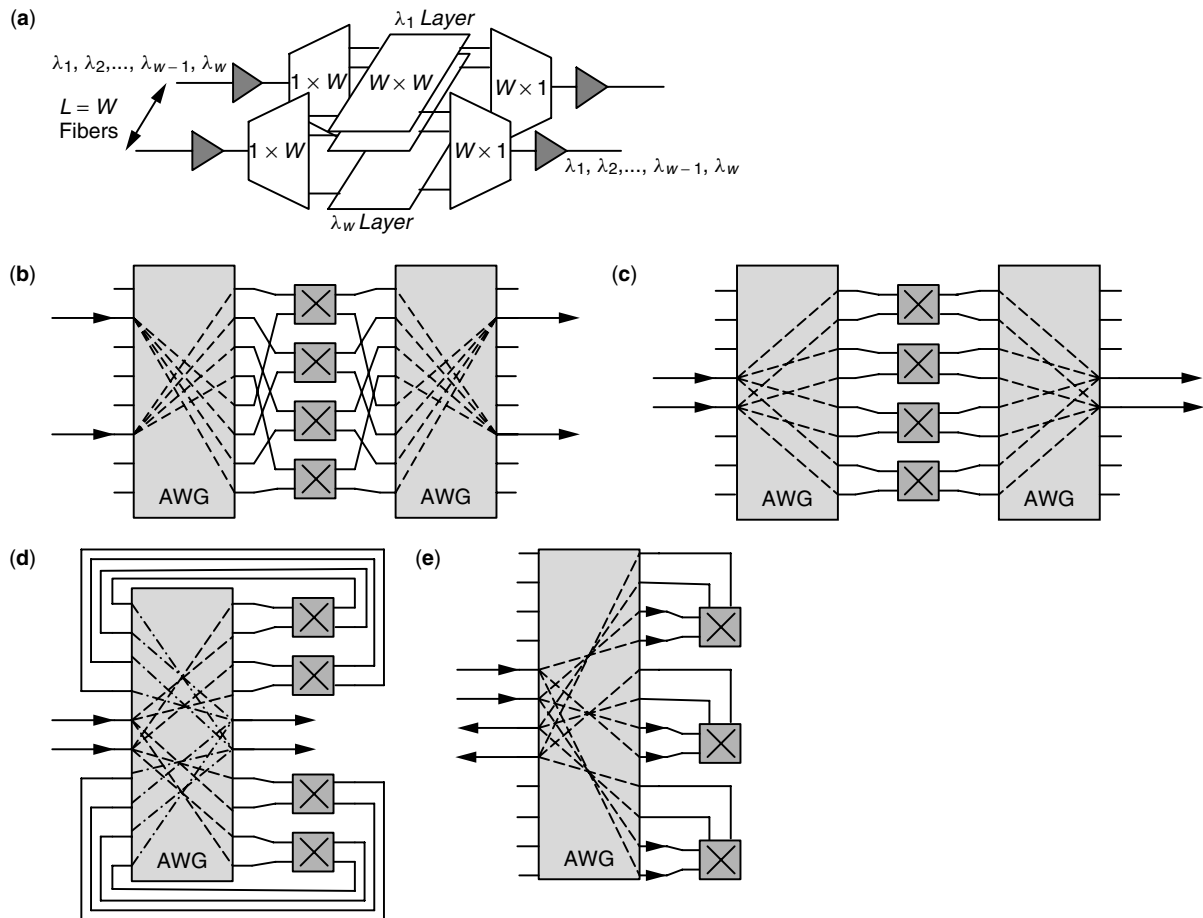 (a)
λ1 Layer
λ1, λ2,..., λw−1, λw
1 × W
W × W
W × 1
L = W
Fibers
1 × W
W × 1
λ1, λ2,..., λw−1, λw
λw Layer
(b)
(c)
AWG
AWG
AWG
AWG
(d)
(e)
AWG
AWG